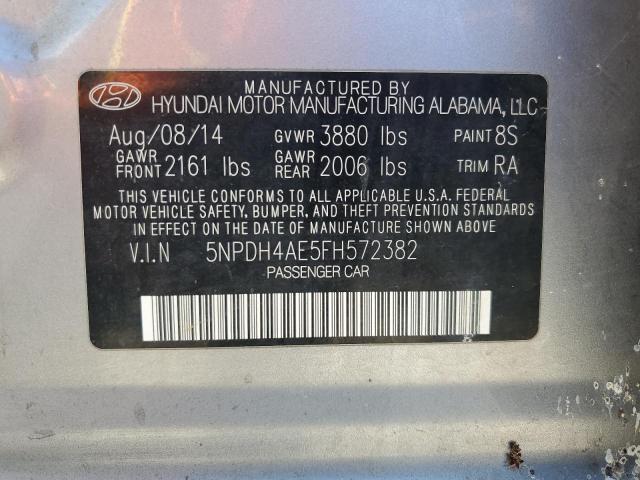 MANUFACTURED BY
HYUNDAI MOTOR MANUFACTURING ALABAMA, LLC
Aug/08/14 GVWR 3880 lbs PAINT 8S
GAWR FRONT 2161 lbs GAWR REAR 2006 lbs TRIM RA
THIS VEHICLE CONFORMS TO ALL APPLICABLE U.S.A. FEDERAL
MOTOR VEHICLE SAFETY, BUMPER, AND THEFT PREVENTION STANDARDS
IN EFFECT ON THE DATE OF MANUFACTURE SHOWN ABOVE.
V.I.N 5NPDH4AE5FH572382
PASSENGER CAR